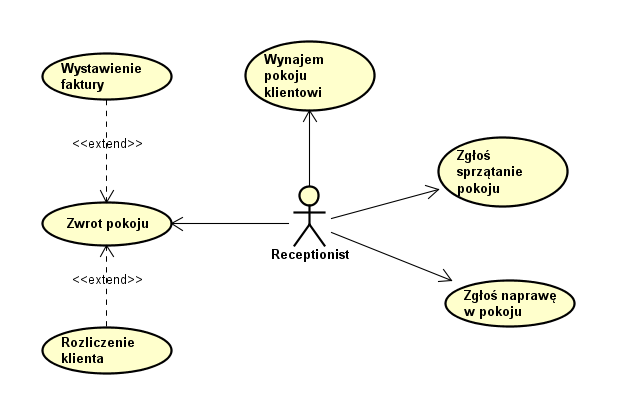 Wystawienie
faktury
Wynajem
pokoju
klientowi
<<extend>>
Zgłoś
sprzątanie
pokoju
Zwrot pokoju
Receptionist
<<extend>>
Zgłoś naprawę
w pokoju
Rozliczenie
klienta